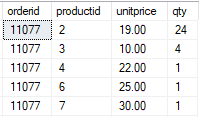 orderid productid unitprice qty
11077 2 19.00 24
11077 3 10.00 4
11077 4 22.00 1
11077 6 25.00 1
11077 7 30.00 1